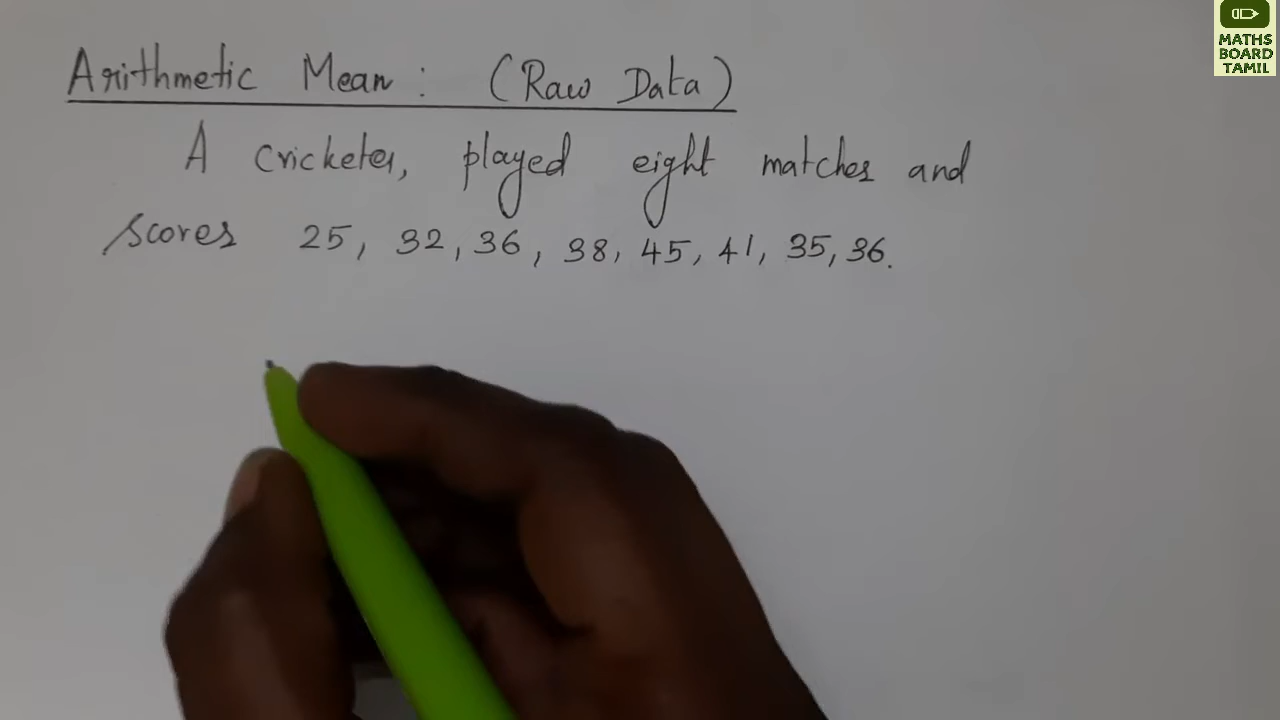 Arithmetic Mean : (Raw Data)
A cricketer, played eight matches and
scores 25, 32, 36, 38, 45, 41, 35, 36.
MATHS
BOARD
TAMIL